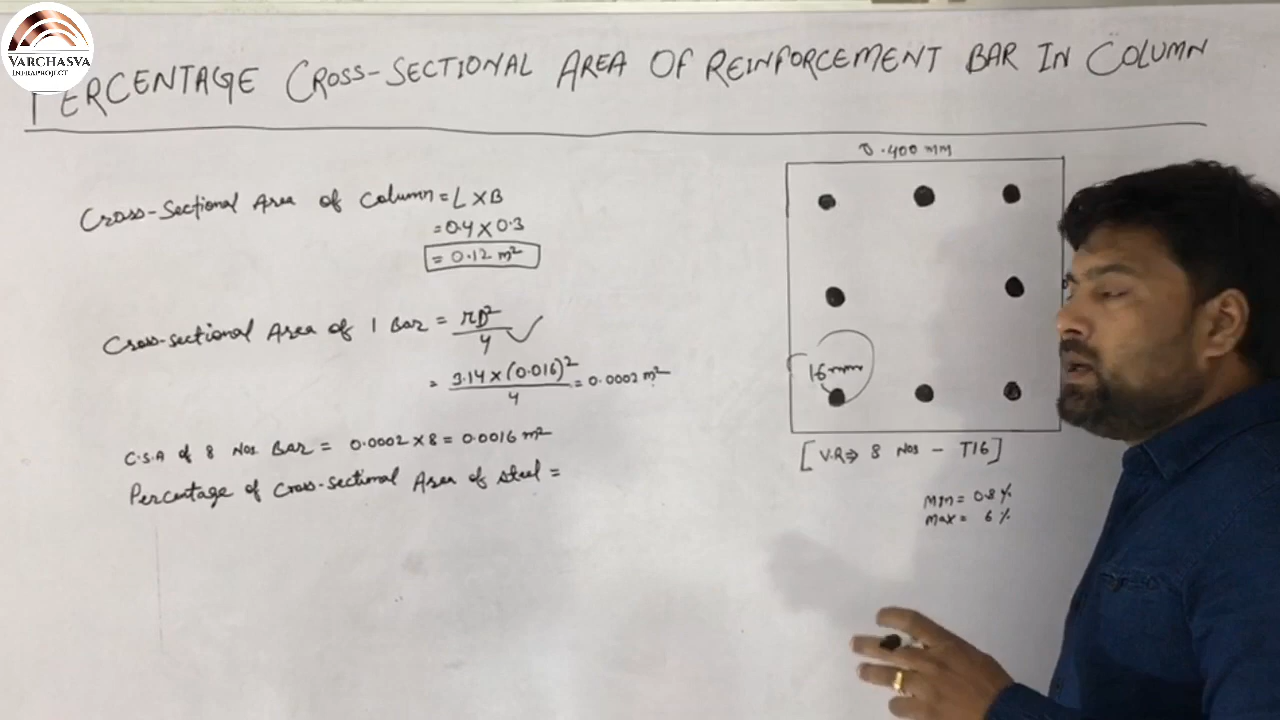 VARCHASVA
INFRAPROJECT
PERCENTAGE CROSS-SECTIONAL AREA OF REINFORCEMENT BAR IN COLUMN
Cross-Sectional Area of Column = L X B
= 0.4 X 0.3
= 0.12 m²
Cross-sectional Area of 1 Bar = πD²/4 ✓
= 3.14 X (0.016)²/4 = 0.0002 m²
C.S.A of 8 Nos Bar = 0.0002 X 8 = 0.0016 m²
Percentage of Cross-sectional Area of steel =
0.400 mm
16mm
[V.R⇒ 8 Nos - T16]
Min = 0.8 %
Max = 6 %